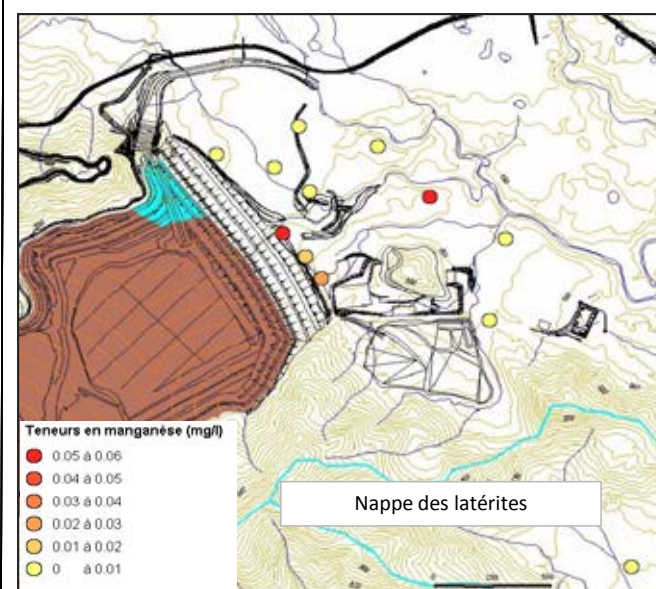 Teneurs en manganèse (mg/l)
0.05 à 0.06
0.04 à 0.05
0.03 à 0.04
0.02 à 0.03
0.01 à 0.02
0 à 0.01
Nappe des latérites
0